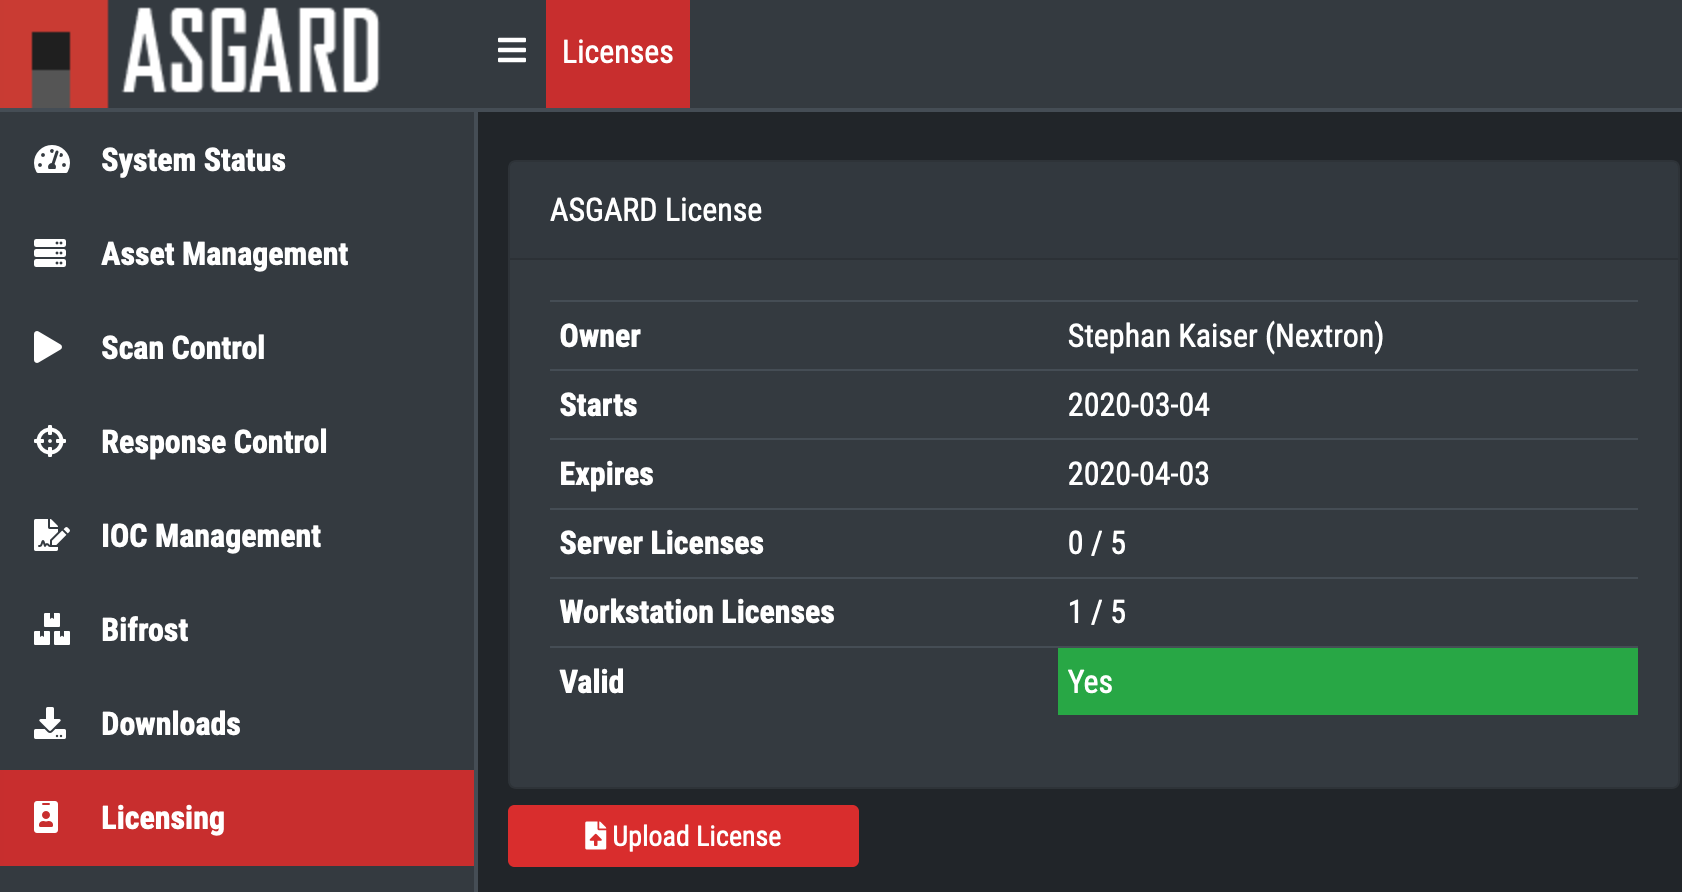 ASGARD
Licenses
System Status
Asset Management
Scan Control
Response Control
IOC Management
Bifrost
Downloads
Licensing
ASGARD License
Owner Stephan Kaiser (Nextron)
Starts 2020-03-04
Expires 2020-04-03
Server Licenses 0 / 5
Workstation Licenses 1 / 5
Valid Yes
Upload License